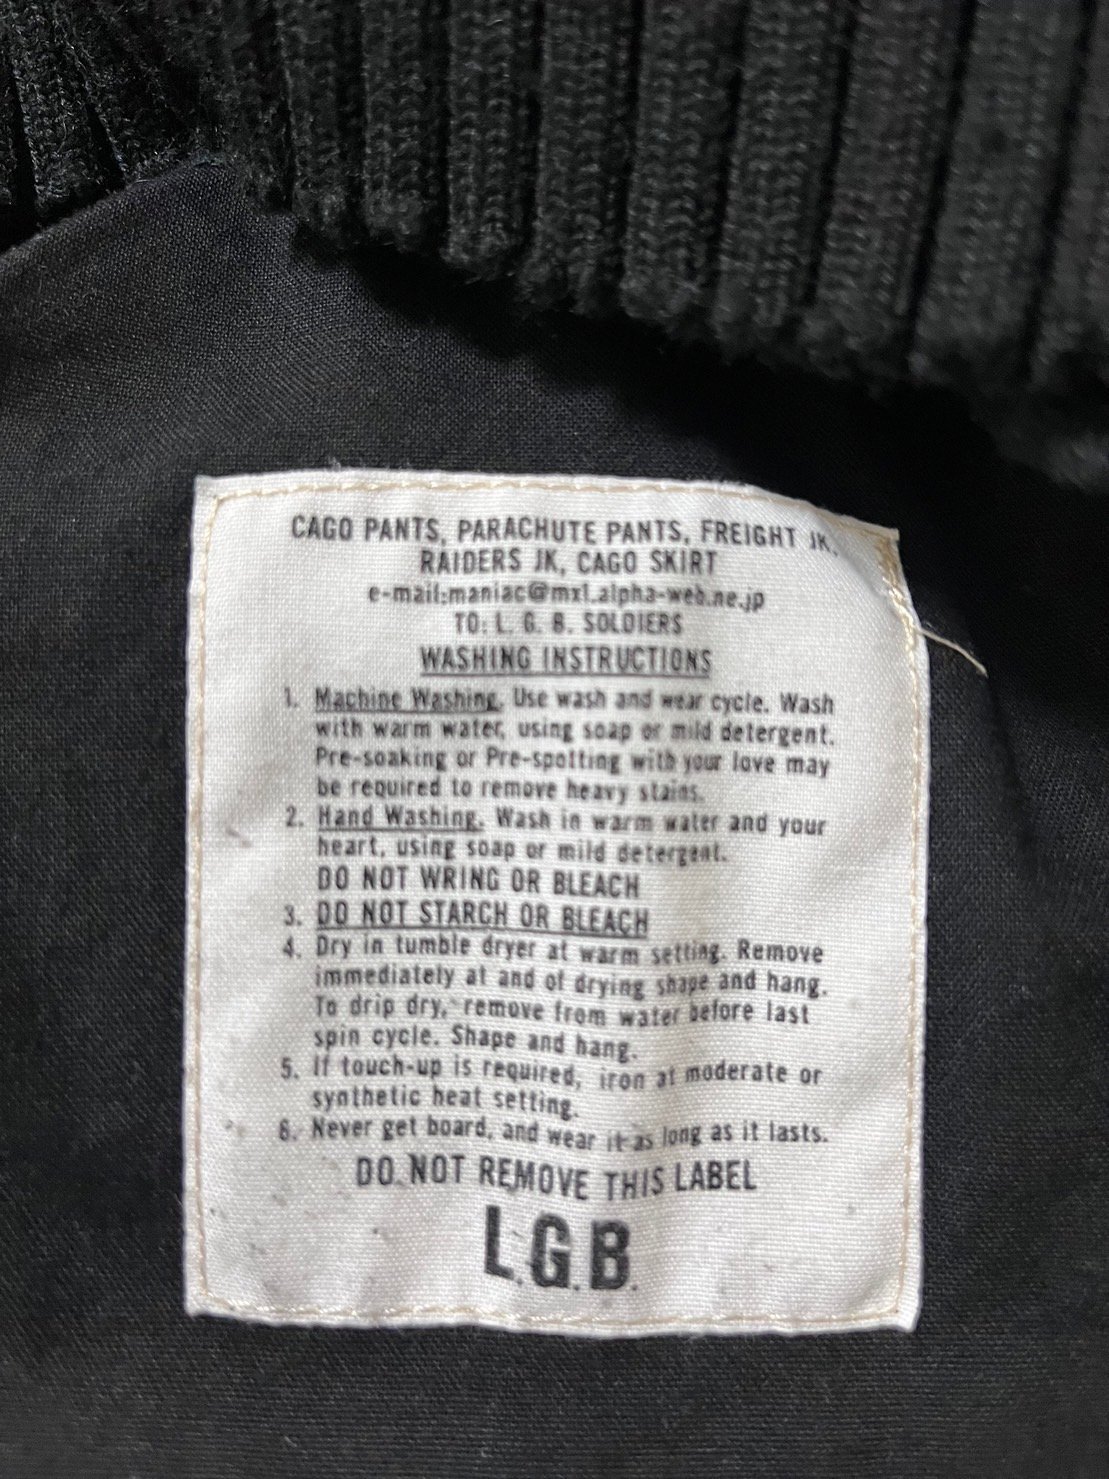 CAGO PANTS, PARACHUTE PANTS, FREIGHT JK,
RAIDERS JK, CAGO SKIRT
e-mail:maniac@mx1.alpha-web.ne.jp
TO: L. G. B. SOLDIERS
WASHING INSTRUCTIONS
1. Machine Washing. Use wash and wear cycle. Wash
with warm water, using soap or mild detergent.
Pre-soaking or Pre-spotting with your love may
be required to remove heavy stains.
2. Hand Washing. Wash in warm water and your
heart, using soap or mild detergent.
DO NOT WRING OR BLEACH
3. DO NOT STARCH OR BLEACH
4. Dry in tumble dryer at warm setting. Remove
immediately at and of drying shape and hang.
To drip dry, remove from water before last
spin cycle. Shape and hang.
5. If touch-up is required, iron at moderate or
synthetic heat setting.
6. Never get board, and wear it as long as it lasts.
DO NOT REMOVE THIS LABEL
L.G.B.